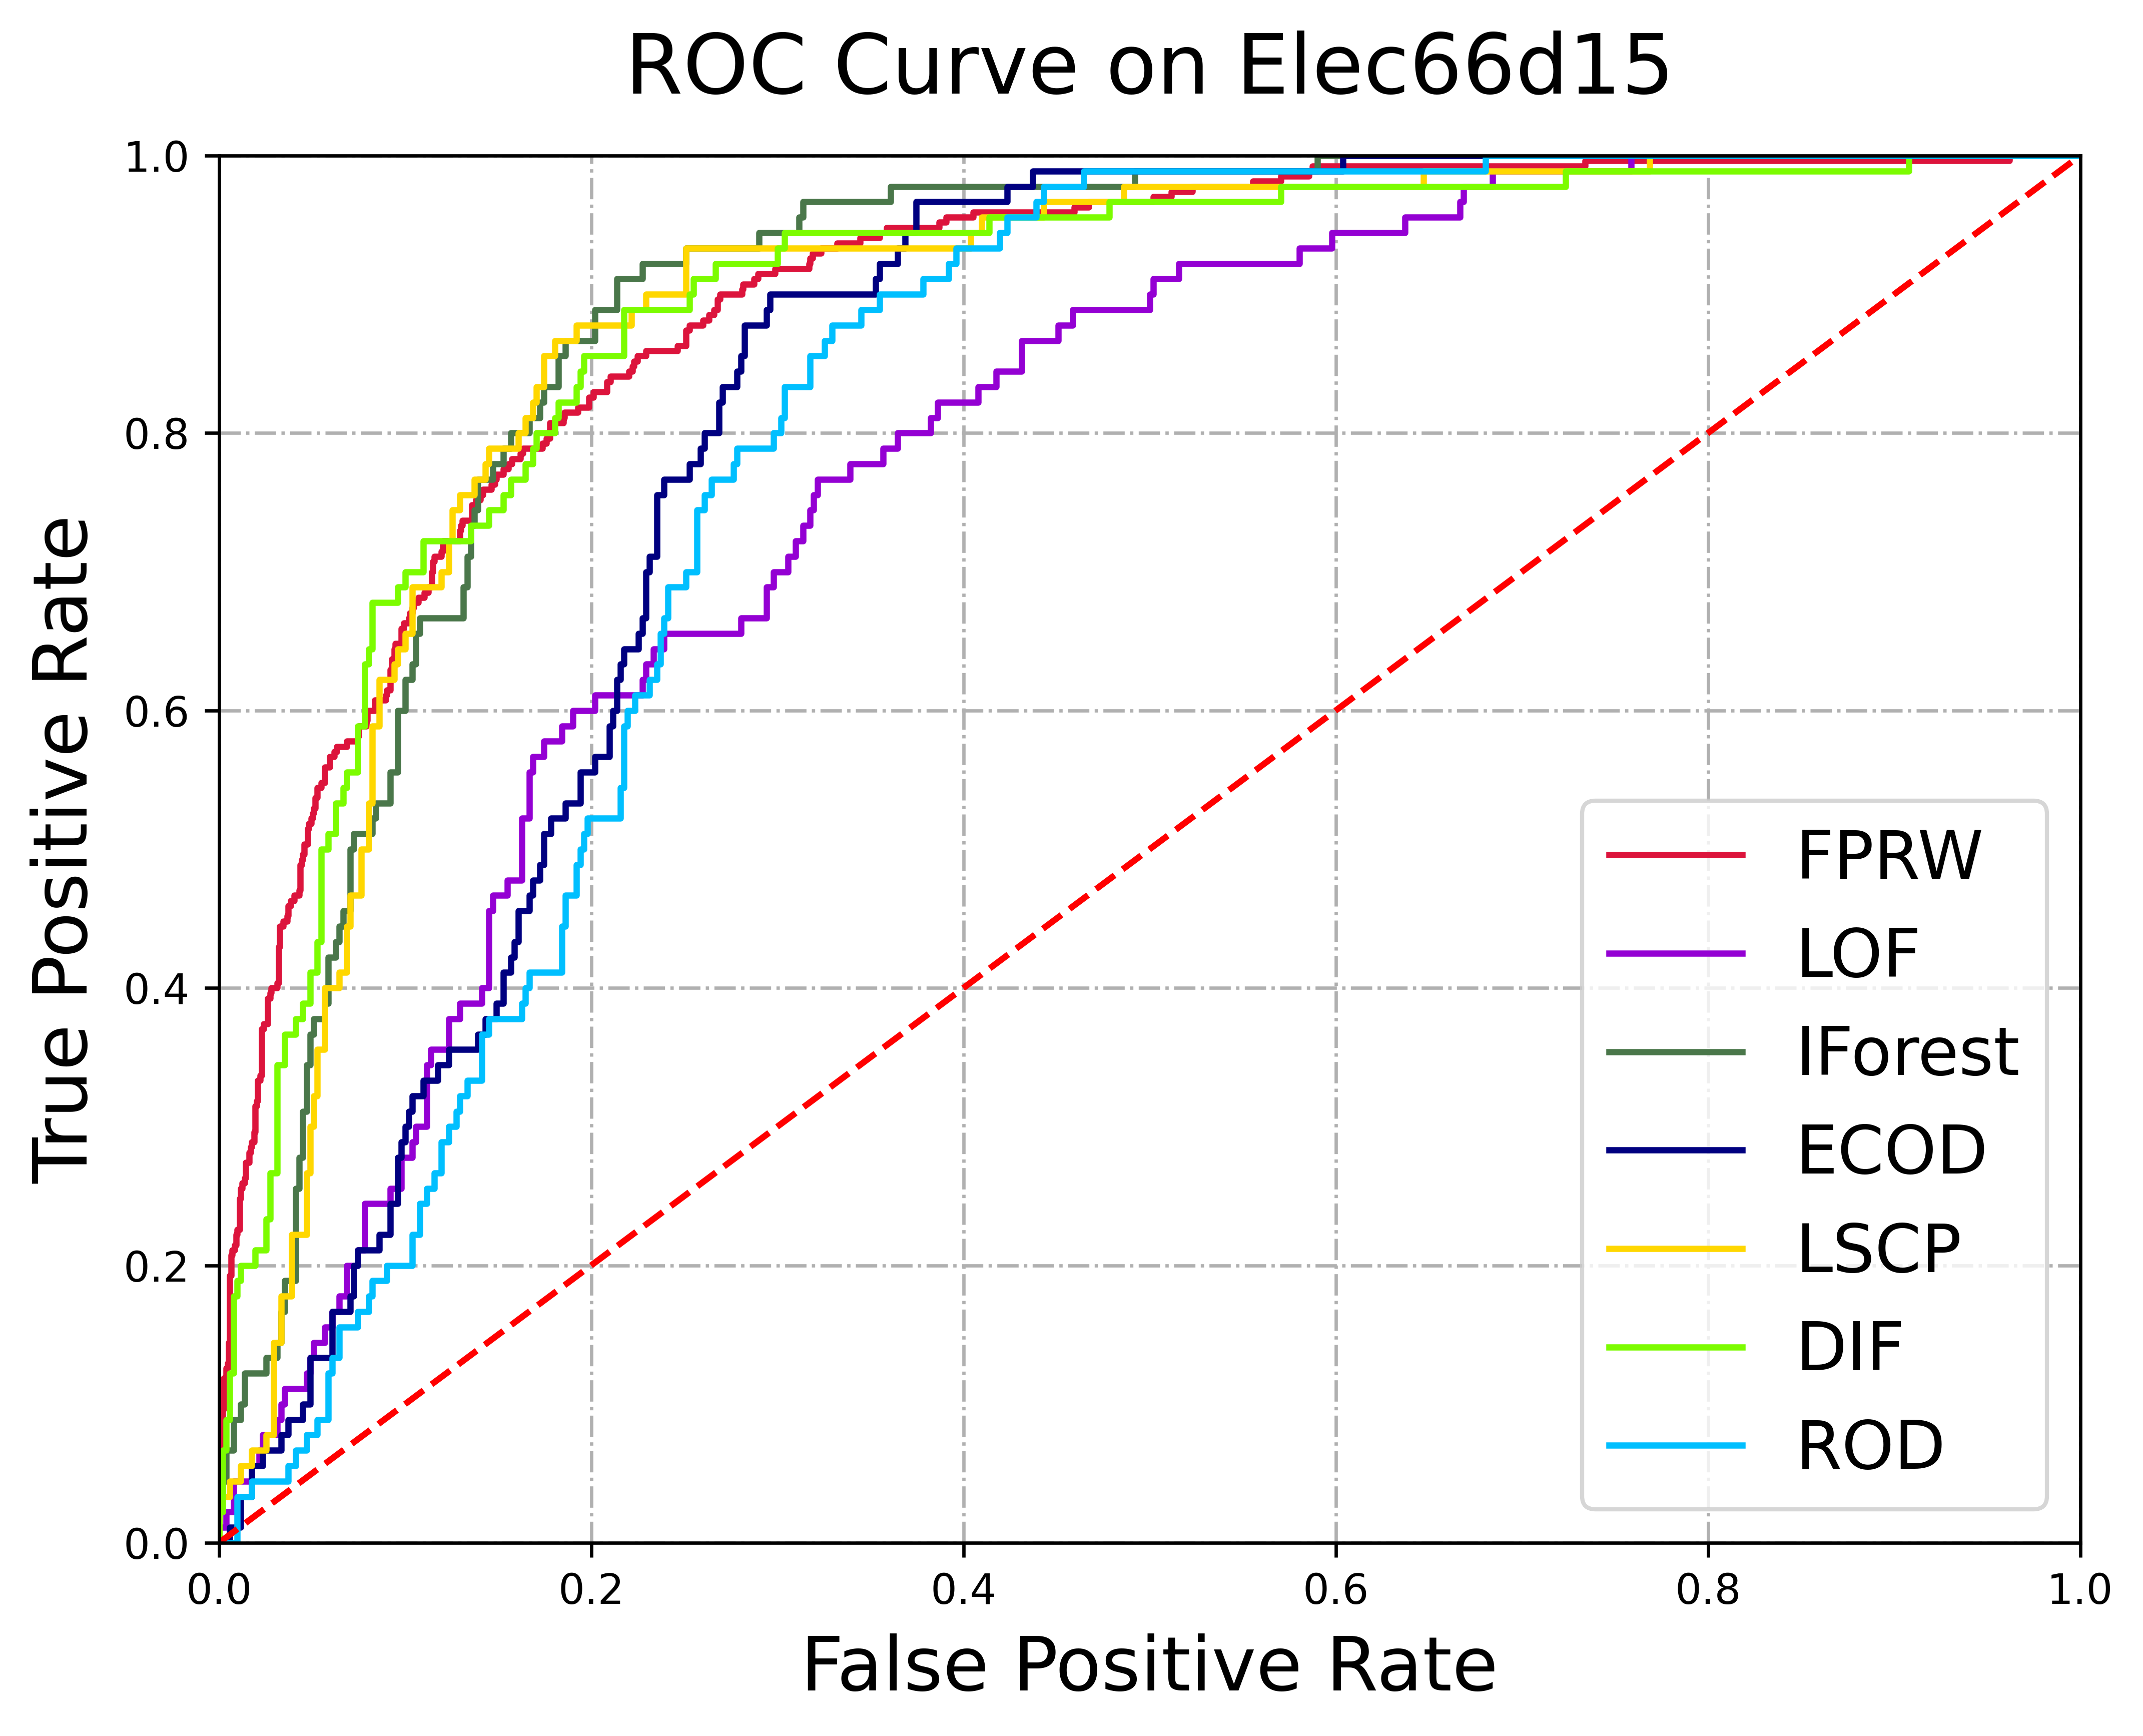 ROC Curve on Elec66d15
True Positive Rate
1.0
0.8
0.6
0.4
0.2
0.0
0.0 0.2 0.4 0.6 0.8 1.0
False Positive Rate
FPRW
LOF
IForest
ECOD
LSCP
DIF
ROD